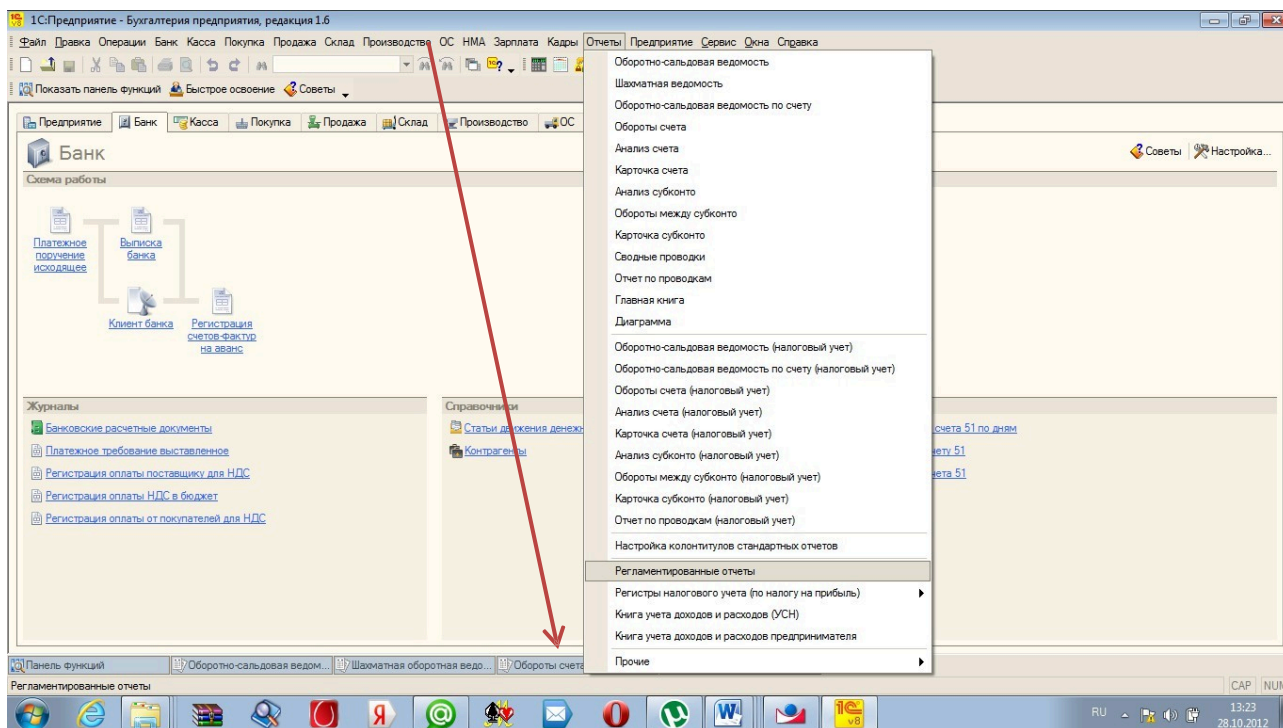 1С:Предприятие - Бухгалтерия предприятия, редакция 1.6
Файл Правка Операции Банк Касса Покупка Продажа Склад Производство ОС НМА Зарплата Кадры Отчеты Предприятие Сервис Окна Справка
Показать панель функций Быстрое освоение Советы
Предприятие Банк Касса Покупка Продажа Склад Производство ОС
Банк
Советы Настройка...
Схема работы
Платежное поручение исходящее
Выписка банка
Клиент банка
Регистрация счетов-фактур на аванс
Журналы
Банковские расчетные документы
Платежное требование выставленное
Регистрация оплаты поставщику для НДС
Регистрация оплаты НДС в бюджет
Регистрация оплаты от покупателей для НДС
Справочники
Статьи движения денежн
Контрагенты
счета 51 по дням
чету 51
чета 51
Оборотно-сальдовая ведомость
Шахматная ведомость
Оборотно-сальдовая ведомость по счету
Обороты счета
Анализ счета
Карточка счета
Анализ субконто
Обороты между субконто
Карточка субконто
Сводные проводки
Отчет по проводкам
Главная книга
Диаграмма
Оборотно-сальдовая ведомость (налоговый учет)
Оборотно-сальдовая ведомость по счету (налоговый учет)
Обороты счета (налоговый учет)
Анализ счета (налоговый учет)
Карточка счета (налоговый учет)
Анализ субконто (налоговый учет)
Обороты между субконто (налоговый учет)
Карточка субконто (налоговый учет)
Отчет по проводкам (налоговый учет)
Настройка колонтитулов стандартных отчетов
Регламентированные отчеты
Регистры налогового учета (по налогу на прибыль)
Книга учета доходов и расходов (УСН)
Книга учета доходов и расходов предпринимателя
Прочие
Панель функций Оборотно-сальдовая ведом... Шахматная оборотная ведо... Обороты счета
Регламентированные отчеты
CAP NUM
RU 13:23
28.10.2012